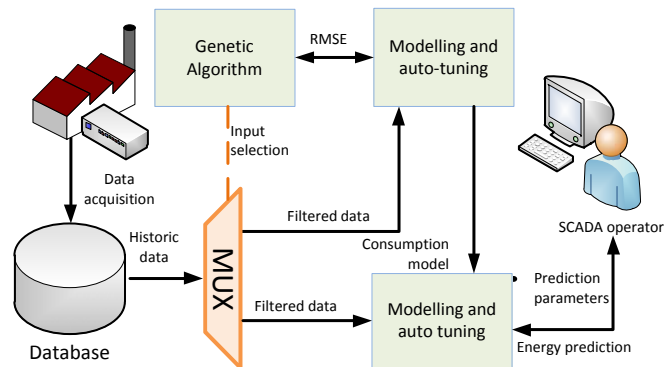 Genetic
Algorithm
RMSE
Modelling and
auto-tuning
Input
selection
Data
acquisition
Historic
data
MUX
Filtered data
Filtered data
Consumption
model
Modelling and
auto tuning
SCADA operator
Prediction
parameters
Energy prediction
Database